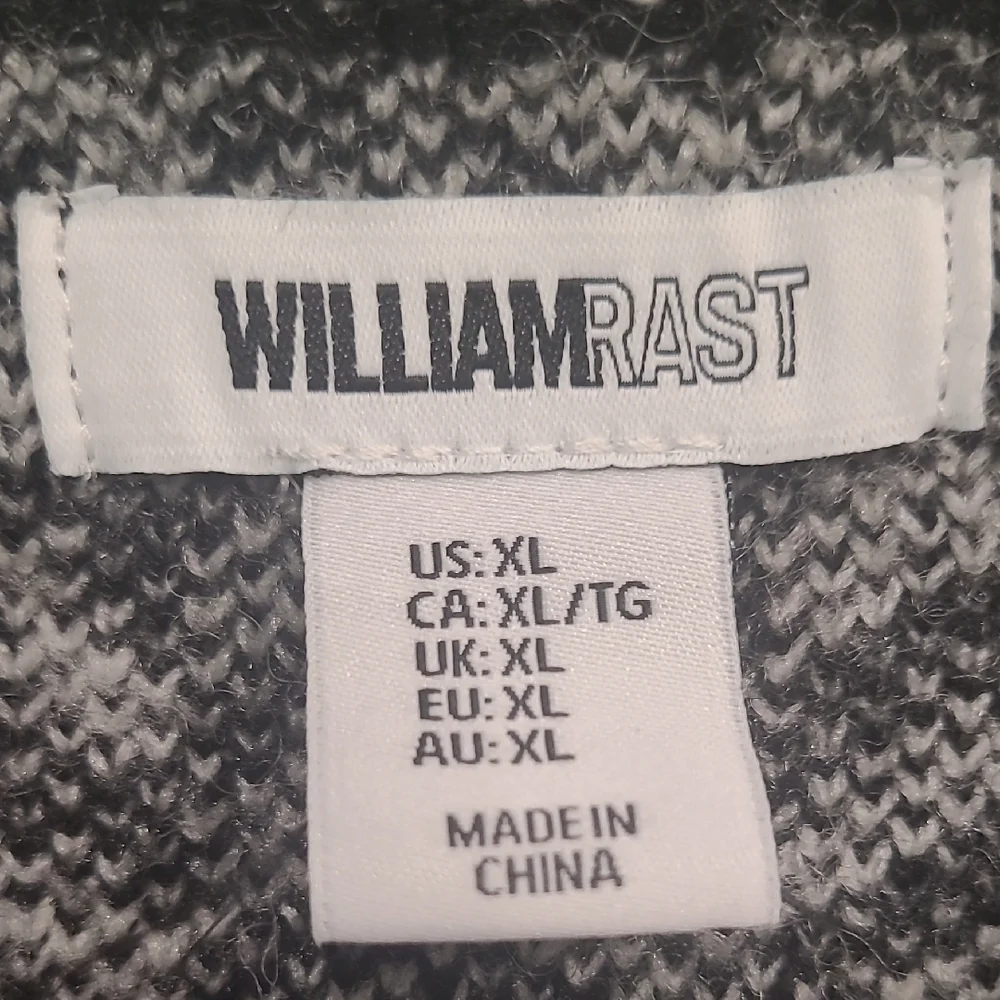 WILLIAMRAST
US: XL
CA: XL/TG
UK: XL
EU: XL
AU: XL
MADE IN
CHINA